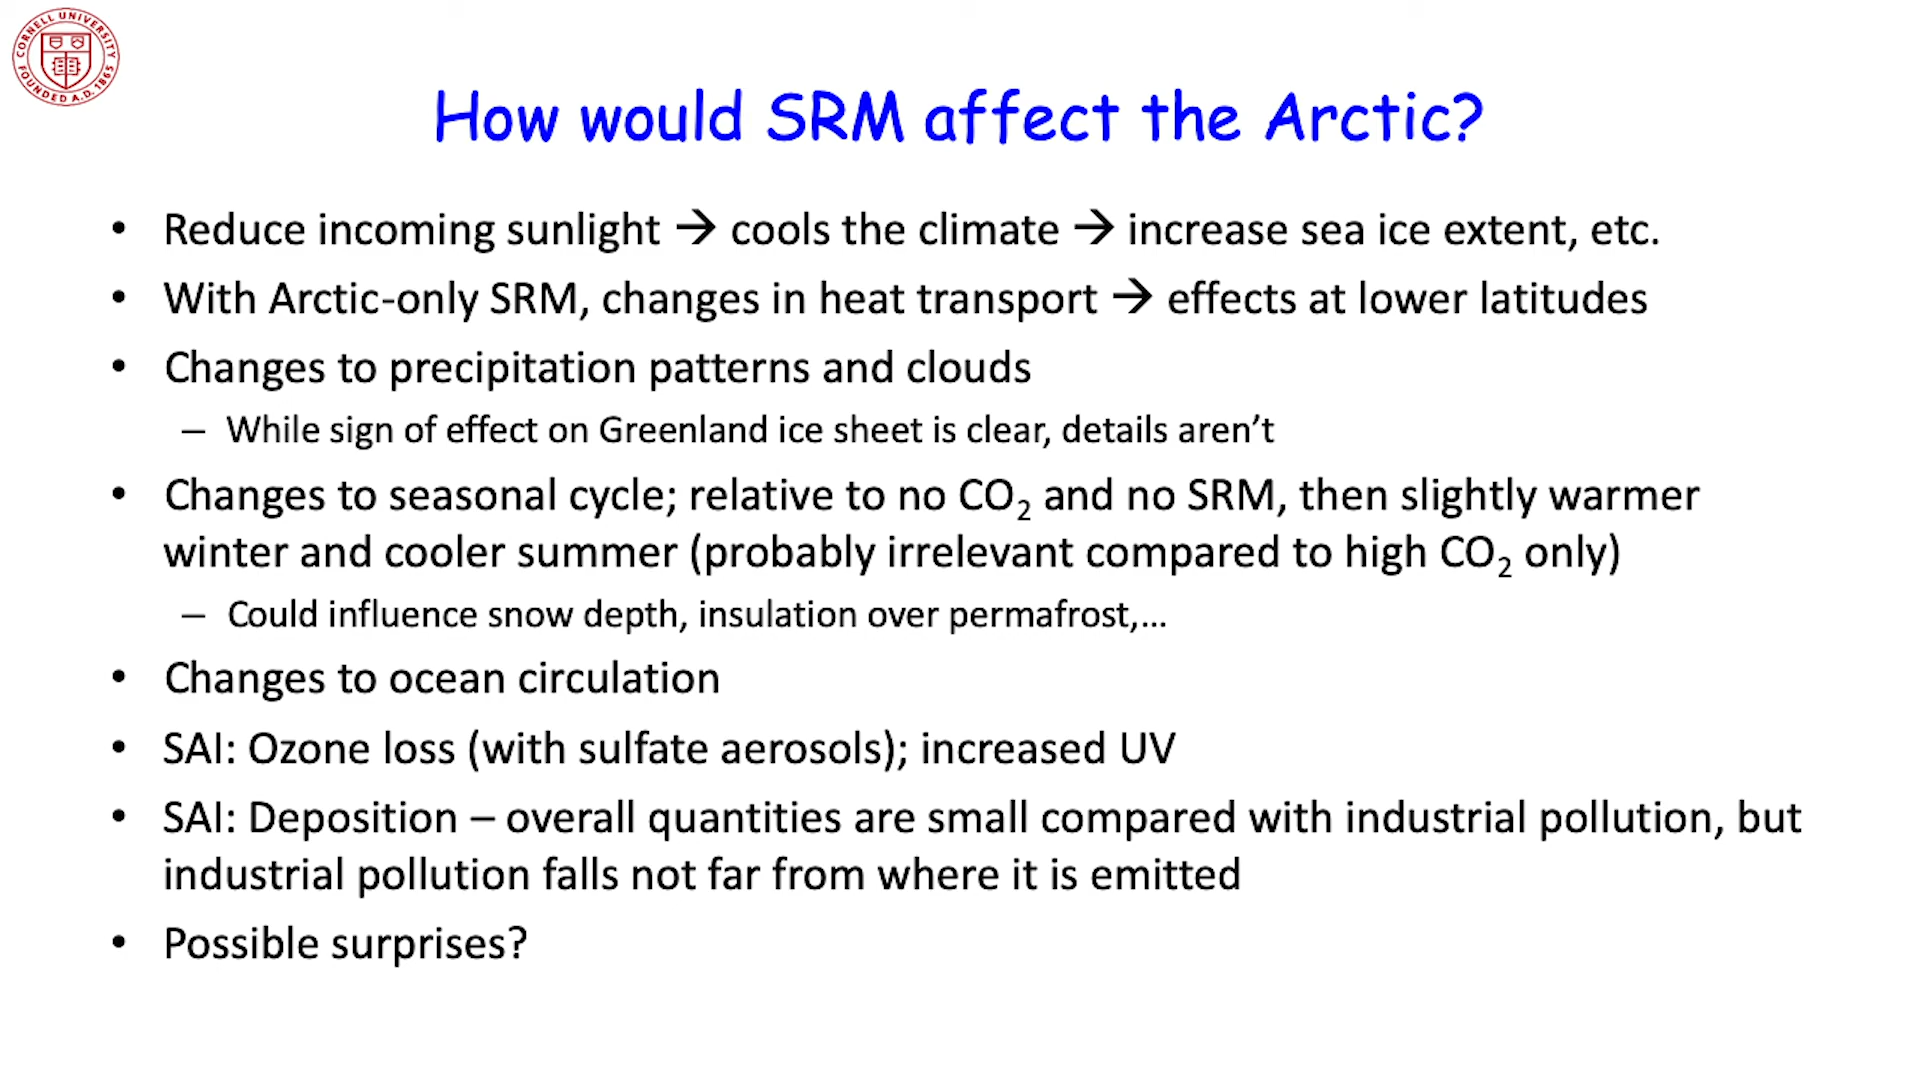 CORNELL UNIVERSITY
FOUNDED A.D. 1865
How would SRM affect the Arctic?
• Reduce incoming sunlight → cools the climate → increase sea ice extent, etc.
• With Arctic-only SRM, changes in heat transport → effects at lower latitudes
• Changes to precipitation patterns and clouds
– While sign of effect on Greenland ice sheet is clear, details aren’t
• Changes to seasonal cycle; relative to no CO₂ and no SRM, then slightly warmer
winter and cooler summer (probably irrelevant compared to high CO₂ only)
– Could influence snow depth, insulation over permafrost,…
• Changes to ocean circulation
• SAI: Ozone loss (with sulfate aerosols); increased UV
• SAI: Deposition – overall quantities are small compared with industrial pollution, but
industrial pollution falls not far from where it is emitted
• Possible surprises?